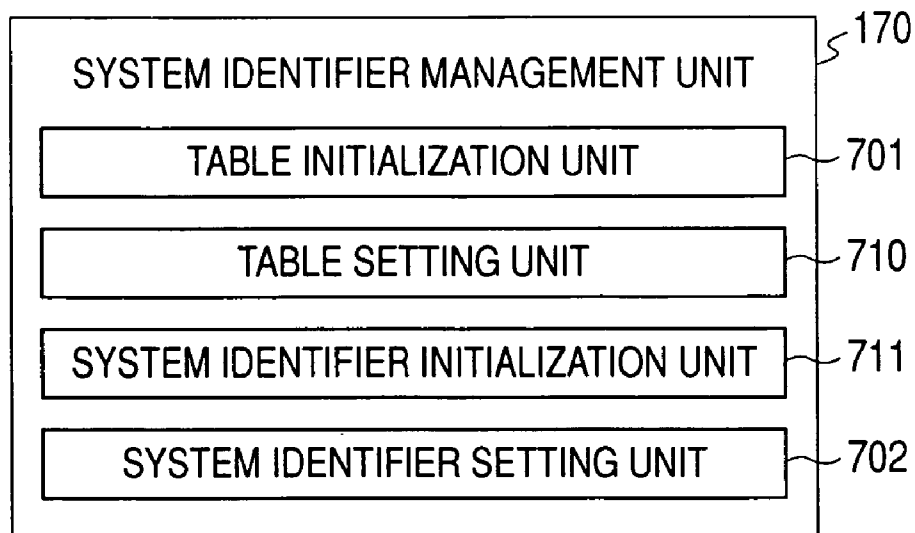 170
SYSTEM IDENTIFIER MANAGEMENT UNIT
TABLE INITIALIZATION UNIT 701
TABLE SETTING UNIT 710
SYSTEM IDENTIFIER INITIALIZATION UNIT 711
SYSTEM IDENTIFIER SETTING UNIT 702